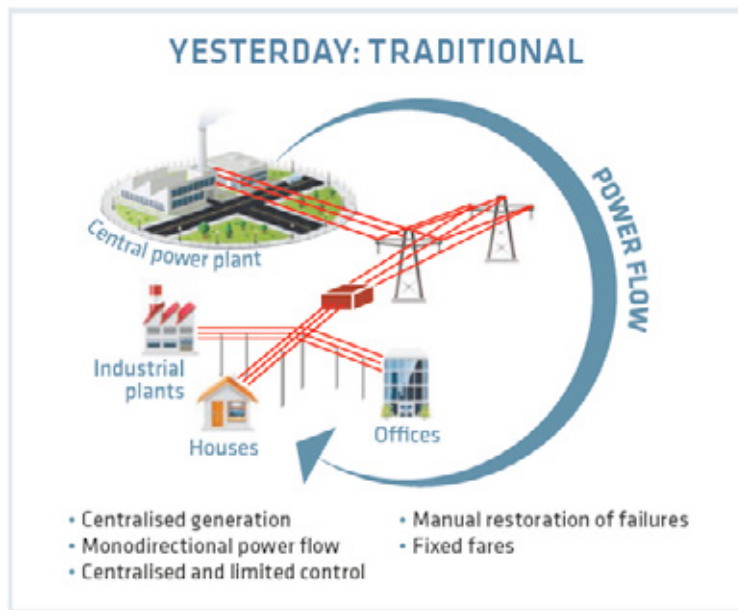 YESTERDAY: TRADITIONAL
Central power plant
POWER FLOW
Industrial
plants
Houses
Offices
• Centralised generation
• Monodirectional power flow
• Centralised and limited control
• Manual restoration of failures
• Fixed fares